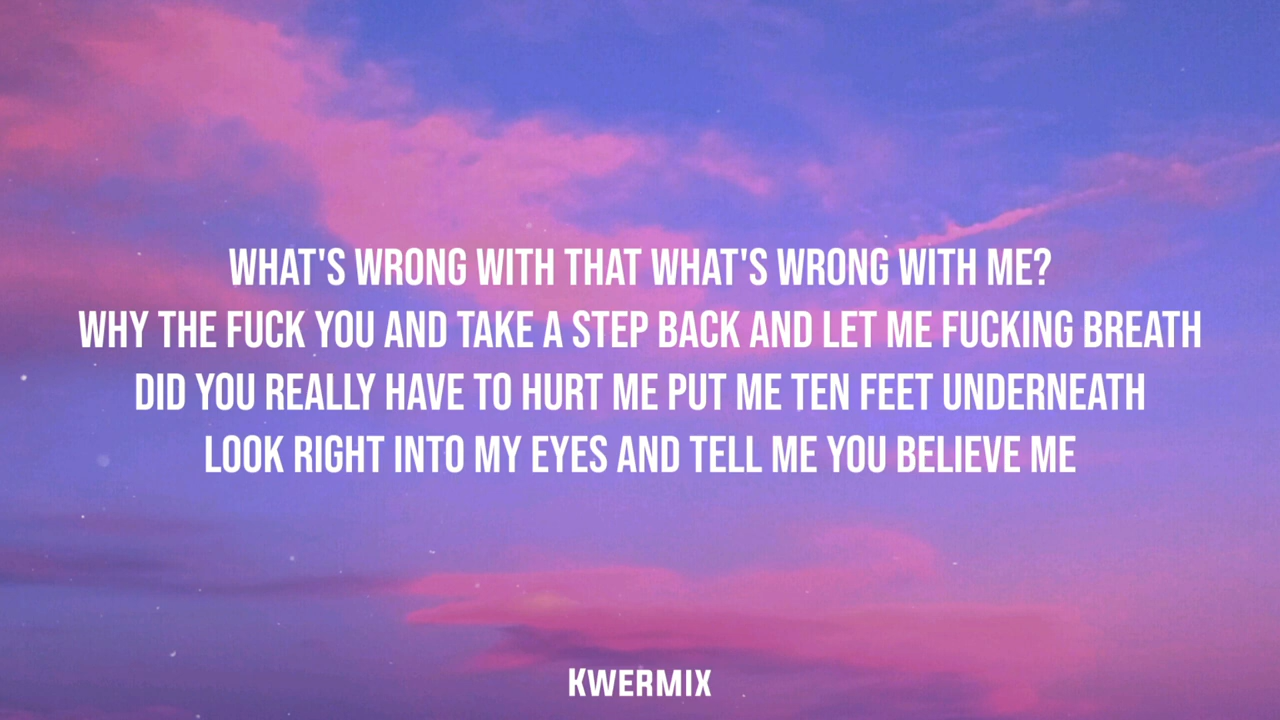 WHAT'S WRONG WITH THAT WHAT'S WRONG WITH ME?
WHY THE FUCK YOU AND TAKE A STEP BACK AND LET ME FUCKING BREATH
DID YOU REALLY HAVE TO HURT ME PUT ME TEN FEET UNDERNEATH
LOOK RIGHT INTO MY EYES AND TELL ME YOU BELIEVE ME
KWERMIX